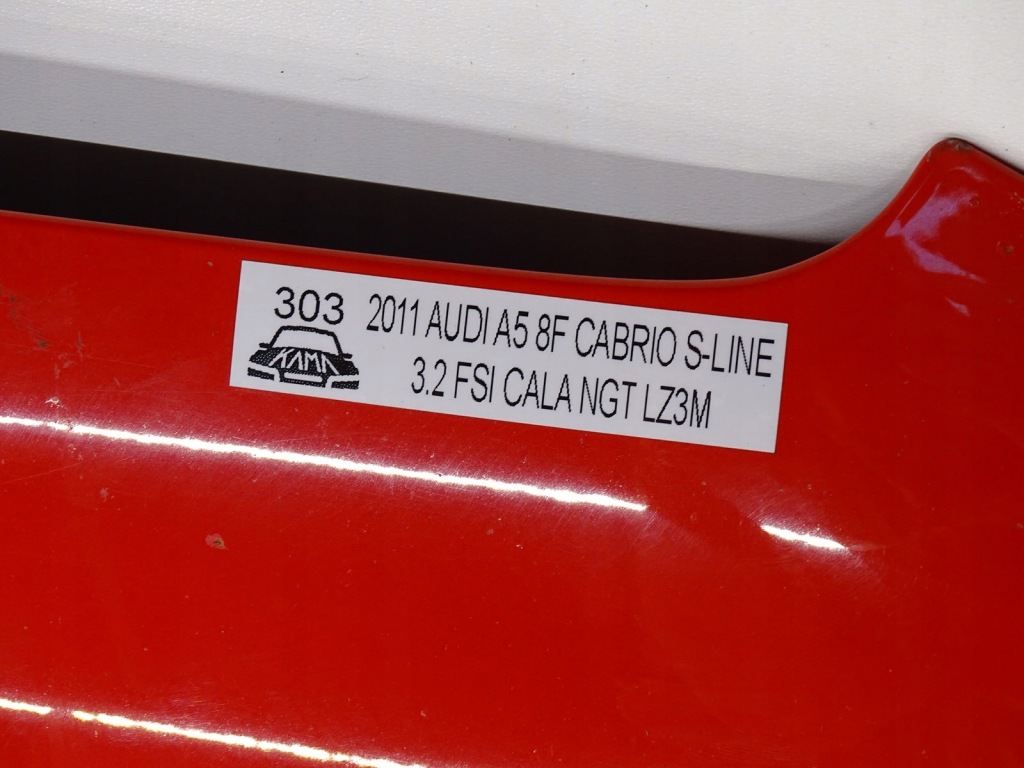 303
KAMA
2011 AUDI A5 8F CABRIO S-LINE
3.2 FSI CALA NGT LZ3M